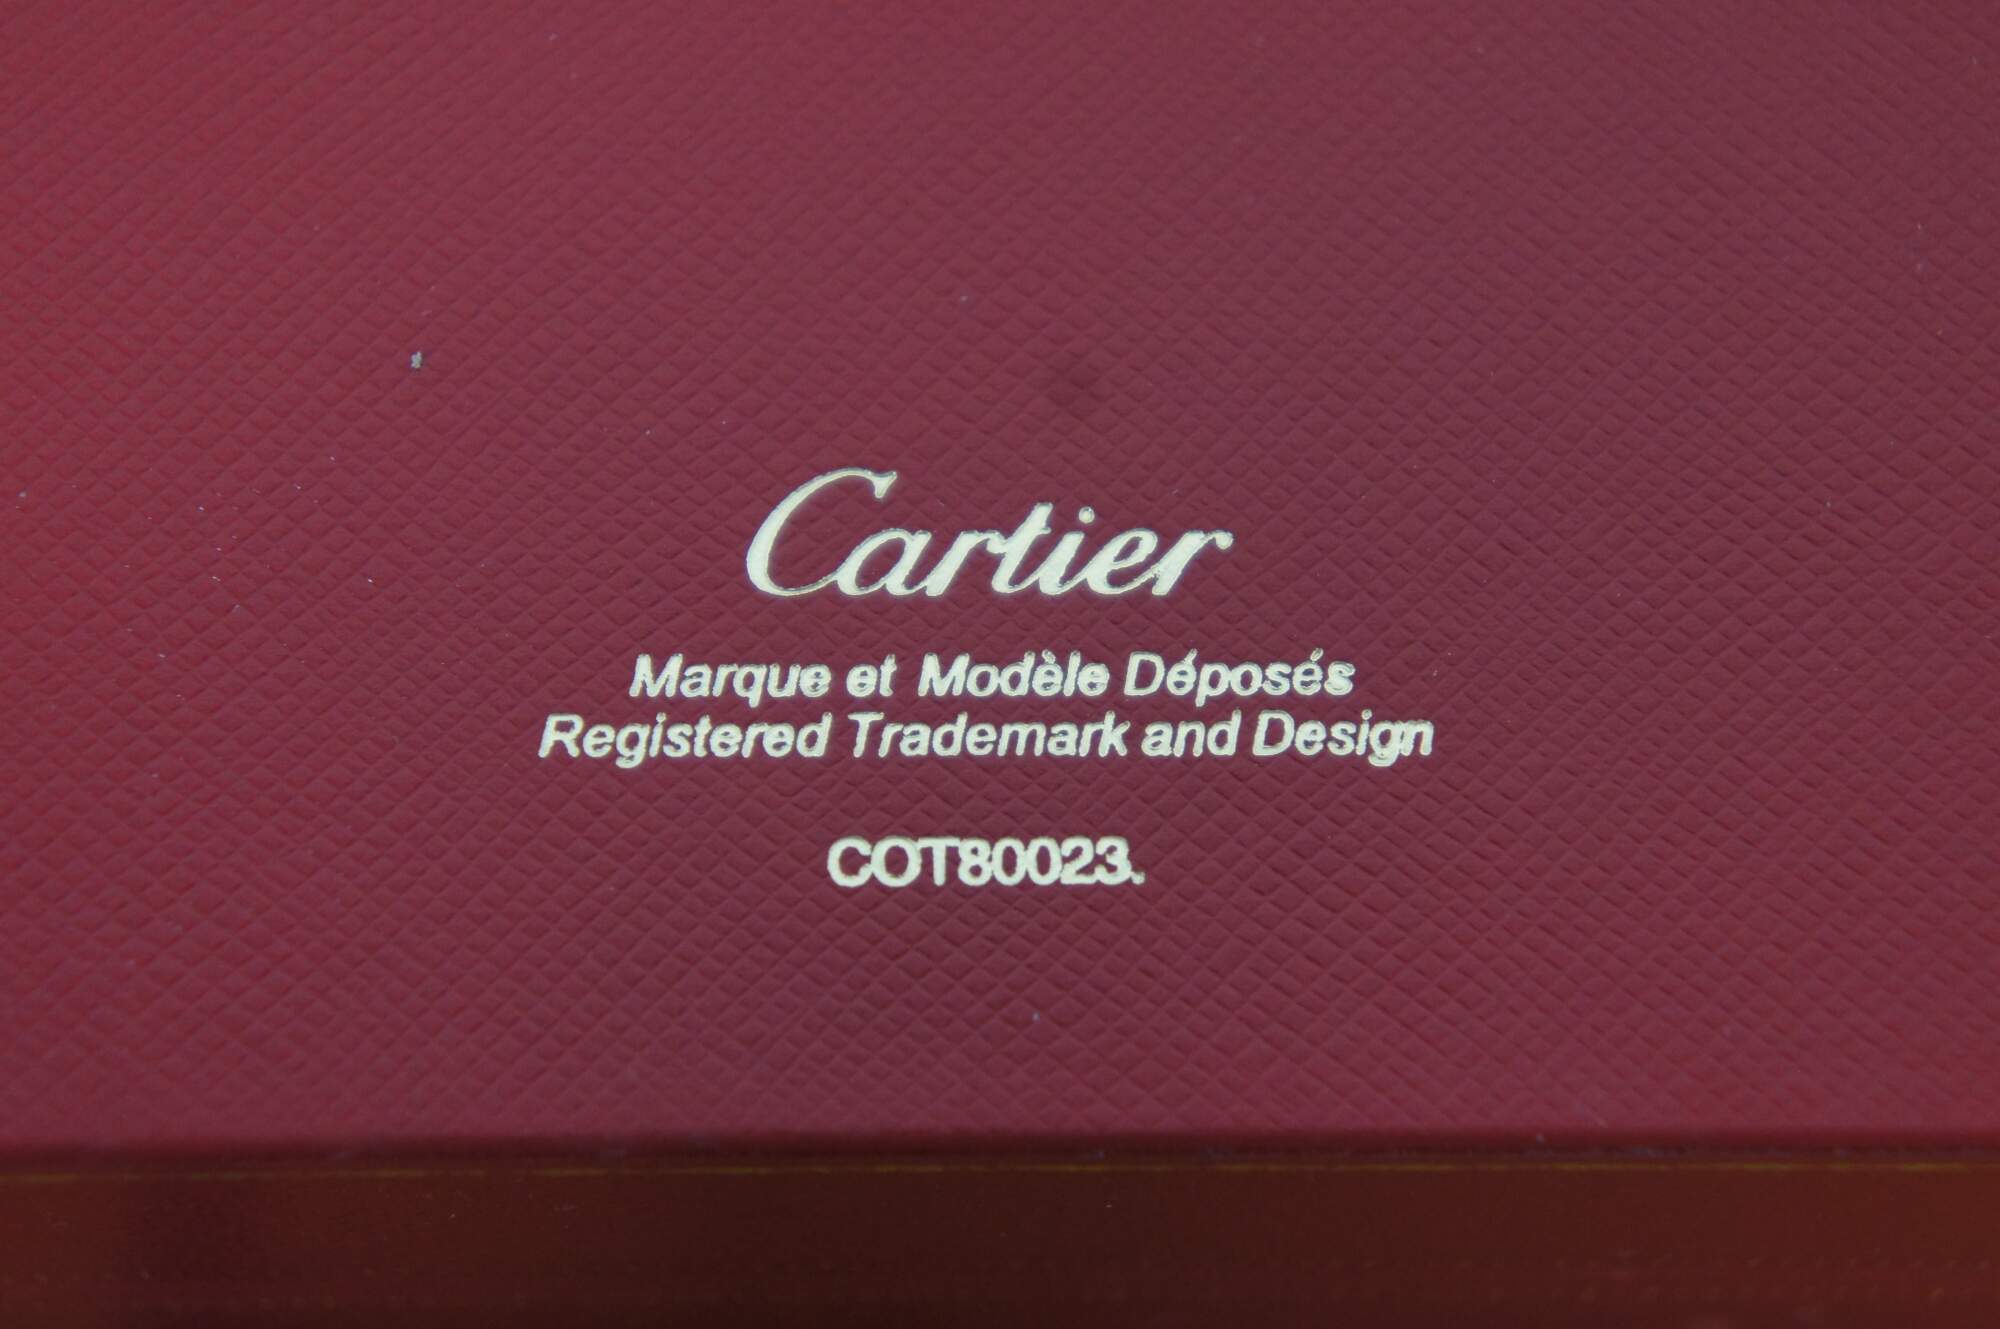 Cartier
Marque et Modèle Déposés
Registered Trademark and Design
COT80023.